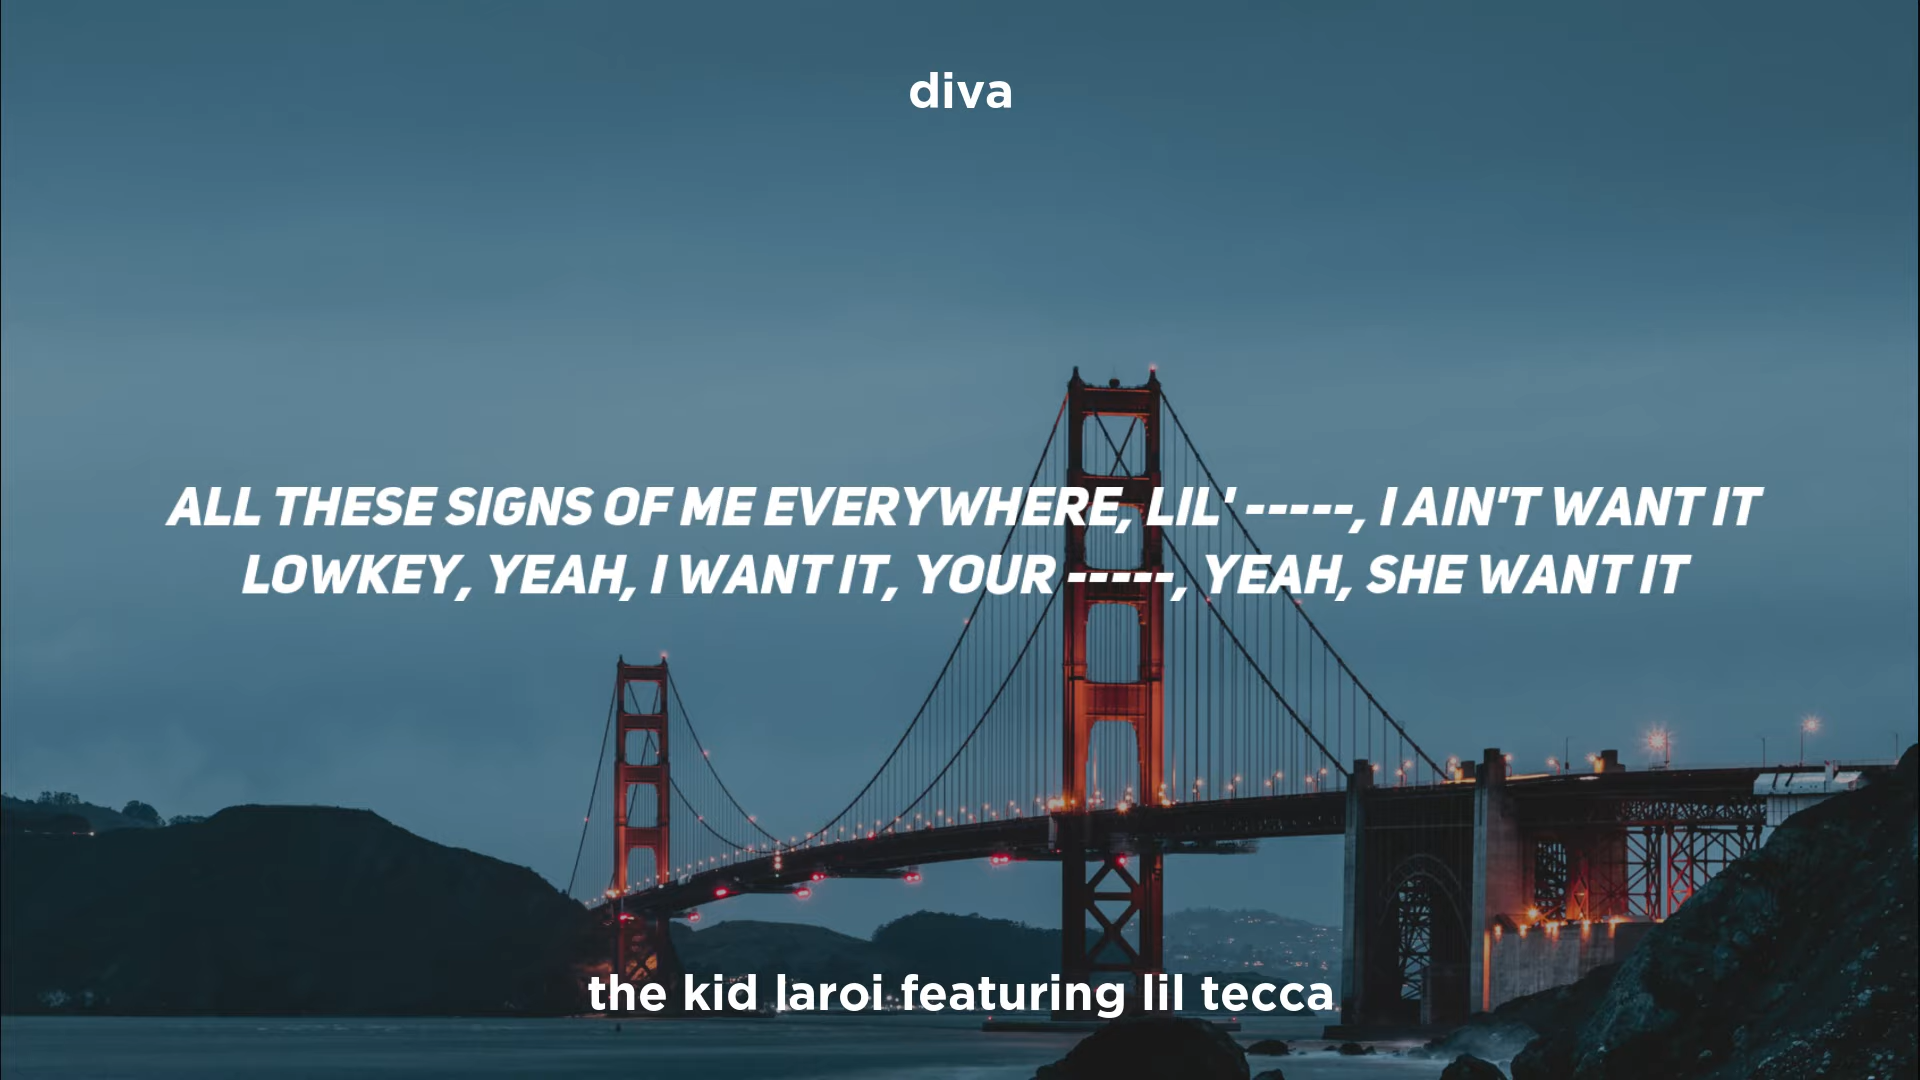 diva
ALL THESE SIGNS OF ME EVERYWHERE, LIL' -----, I AIN'T WANT IT
LOWKEY, YEAH, I WANT IT, YOUR -----, YEAH, SHE WANT IT
the kid laroi featuring lil tecca